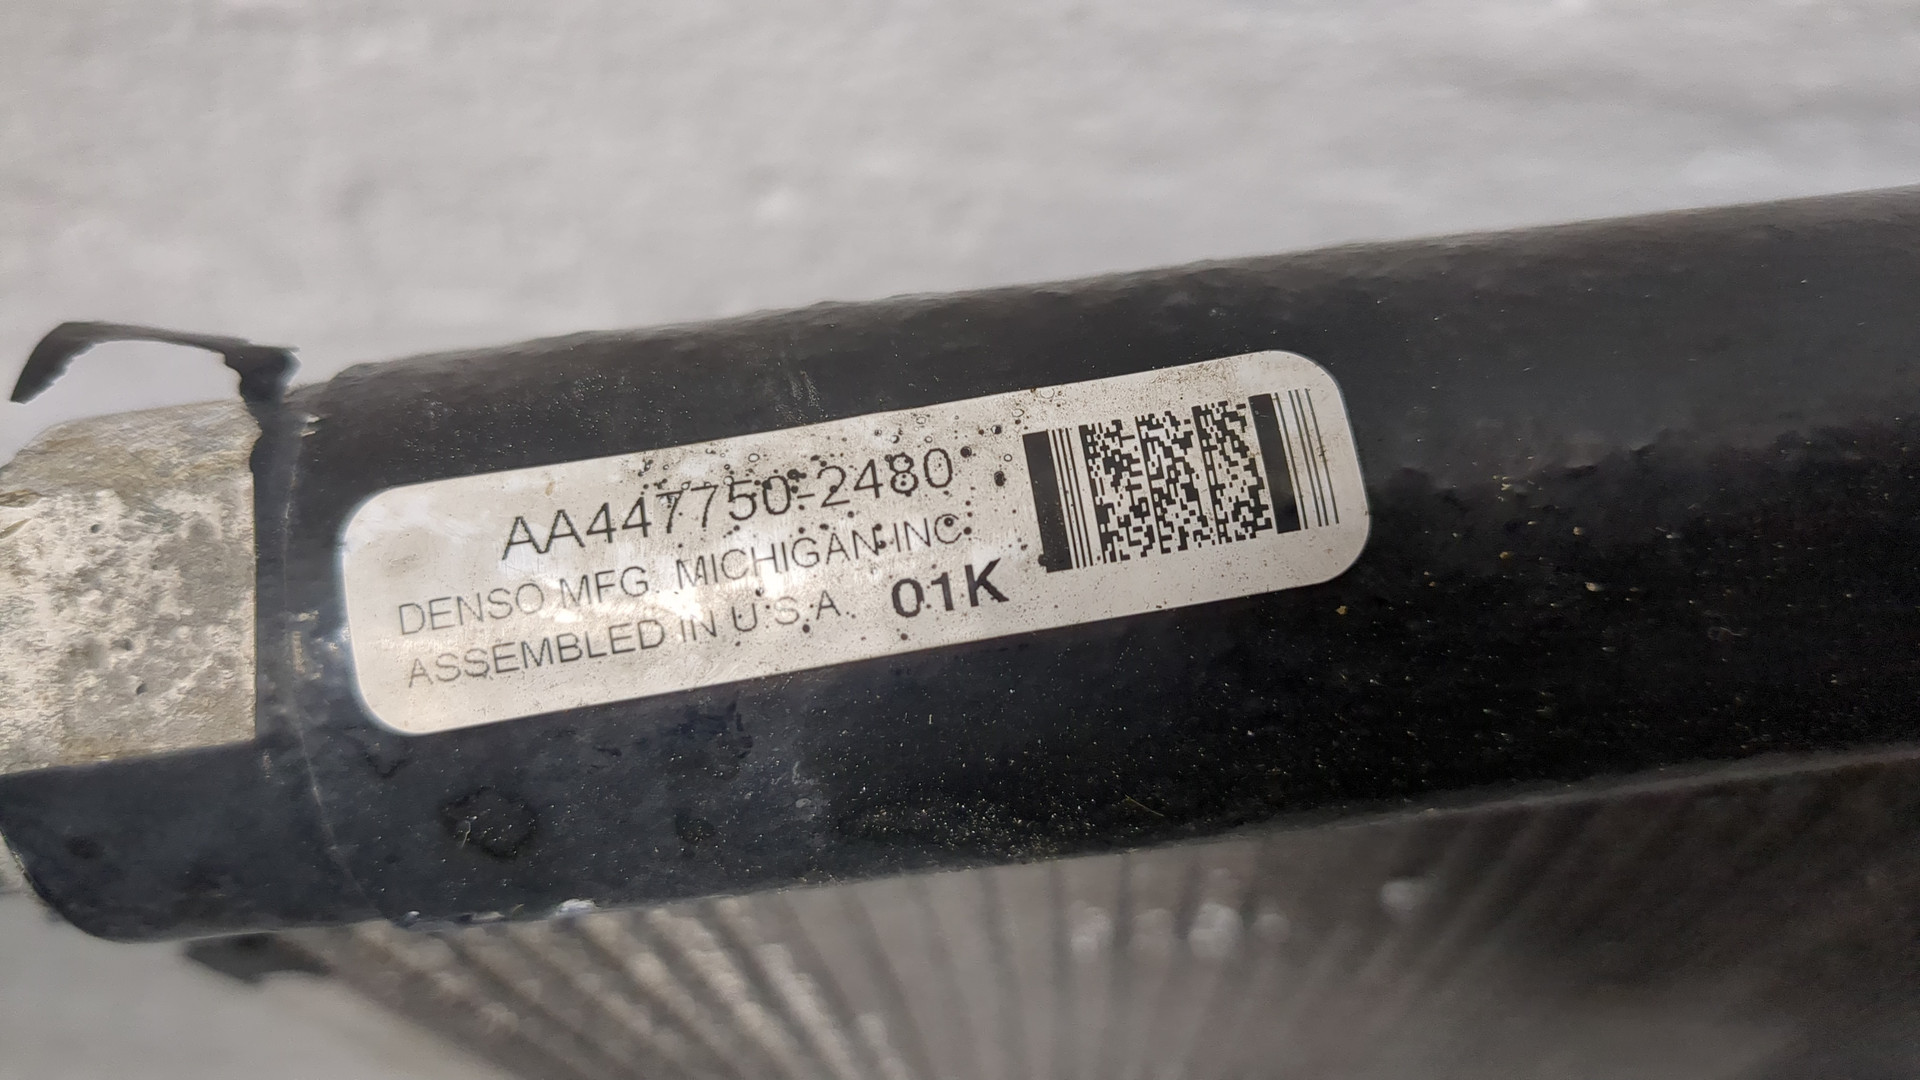 AA447750-2480
DENSO MFG. MICHIGAN INC.
ASSEMBLED IN U.S.A. 01K